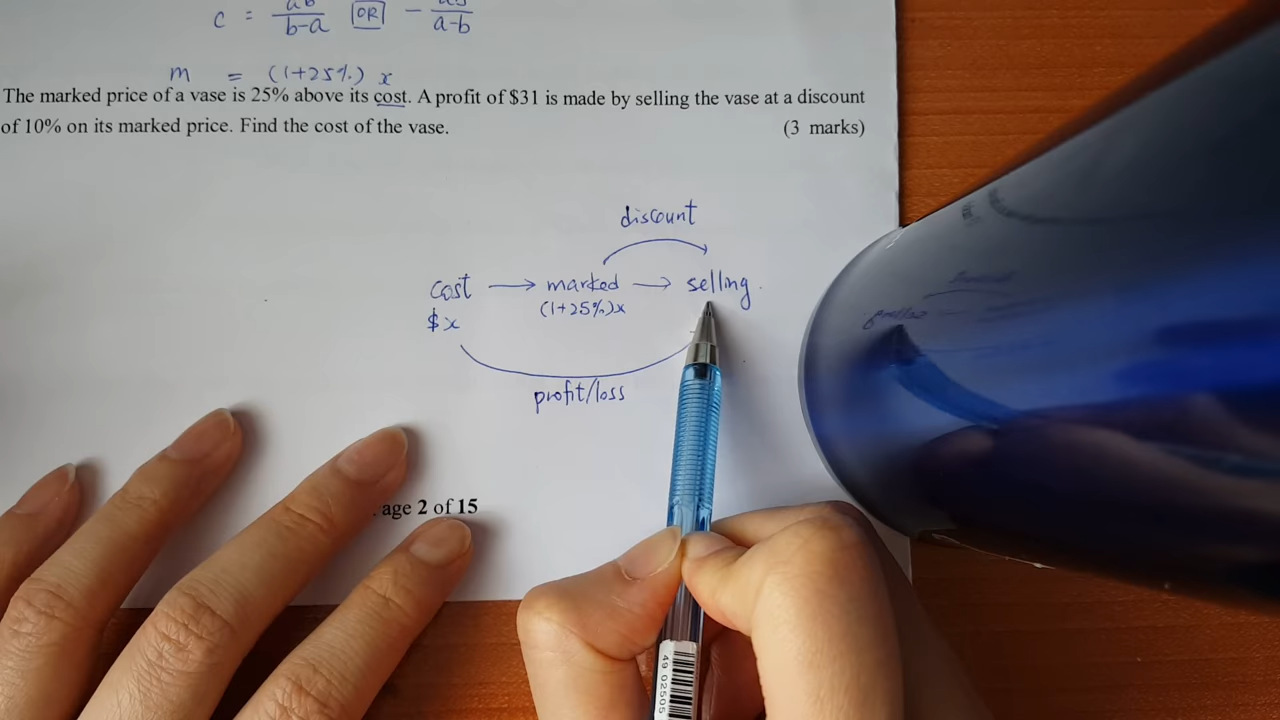 c = ab/b-a OR - ab/a-b
m = (1+25%) x
The marked price of a vase is 25% above its cost. A profit of $31 is made by selling the vase at a discount
of 10% on its marked price. Find the cost of the vase. (3 marks)
discount
cost → marked → selling
$x (1+25%)x
profit/loss
age 2 of 15
49 02505